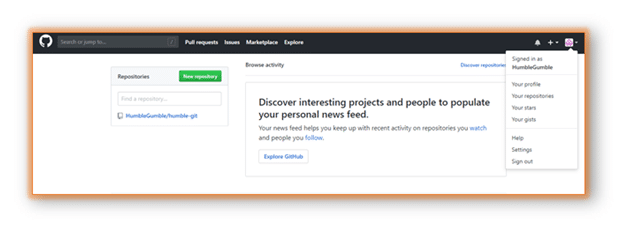 Search or jump to...
/
Pull requests Issues Marketplace Explore
Repositories
New repository
Find a repository...
HumbleGumble/humble-git
Browse activity
Discover repositories
Discover interesting projects and people to populate
your personal news feed.
Your news feed helps you keep up with recent activity on repositories you watch
and people you follow.
Explore GitHub
Signed in as
HumbleGumble
Your profile
Your repositories
Your stars
Your gists
Help
Settings
Sign out